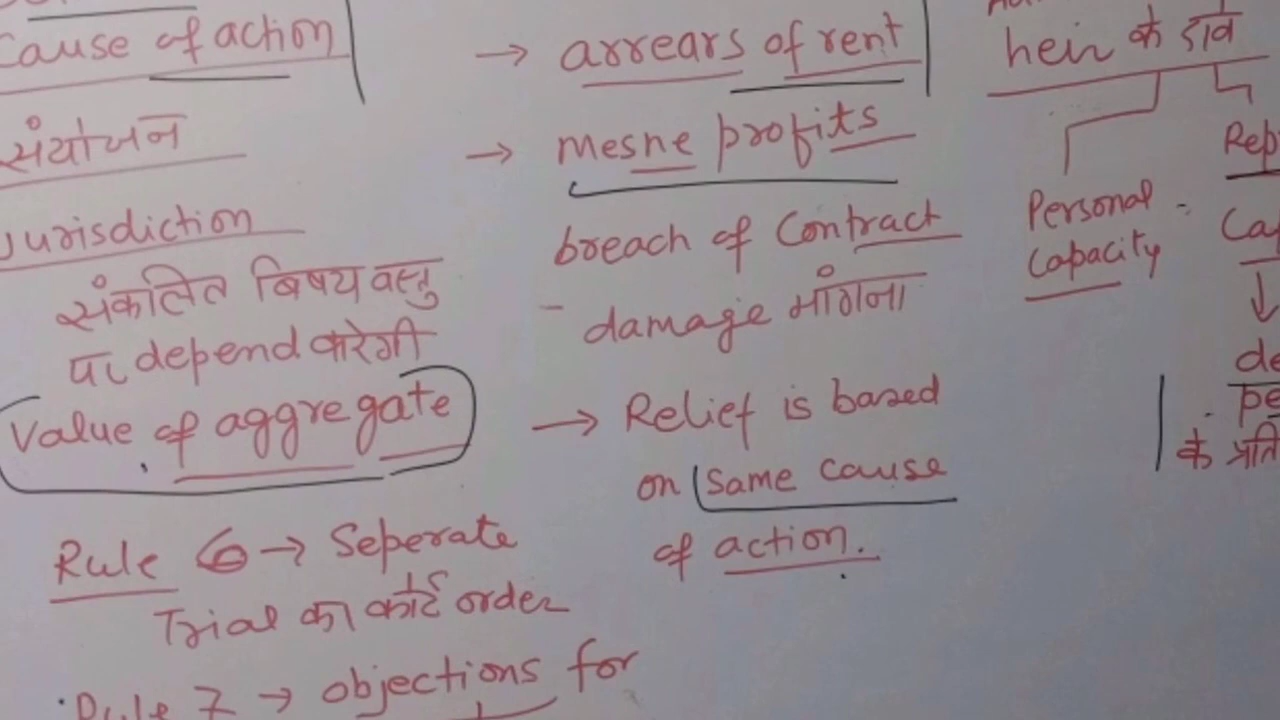 Cause of action
संयोजन
Jurisdiction
संकलित बिषय वस्तु
पर depend करेगी
Value of aggregate
Rule 6 → Seperate
Trial का कोर्ट order
Rule 7 → objections for
→ arrears of rent
→ mesne profits
breach of Contract
- damage मांगना
→ Relief is based
on same cause
of action.
heir के
Personal
Capacity
के प्रति